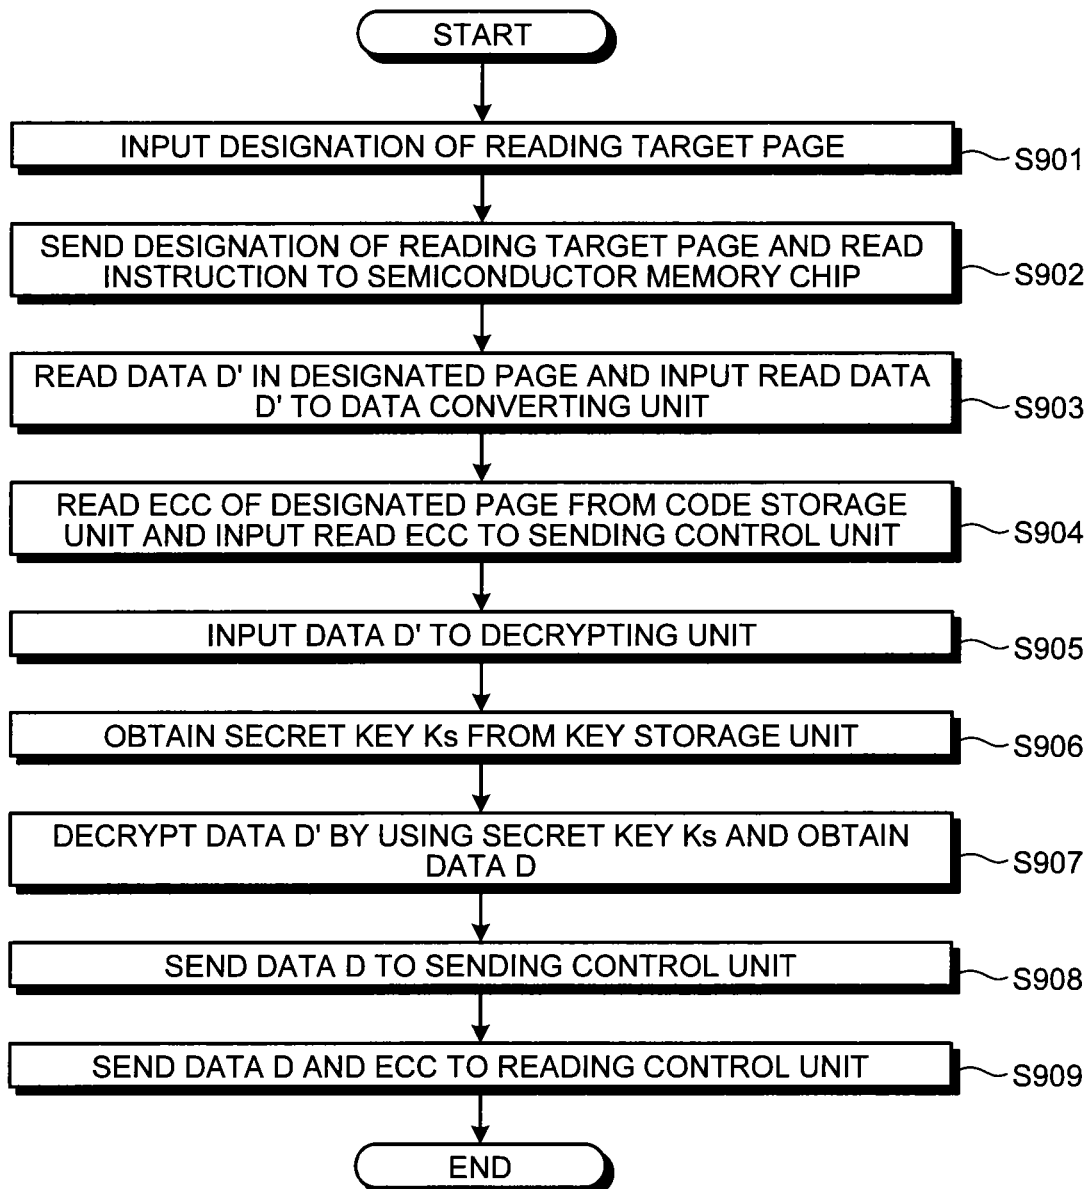 START
INPUT DESIGNATION OF READING TARGET PAGE
S901
SEND DESIGNATION OF READING TARGET PAGE AND READ
INSTRUCTION TO SEMICONDUCTOR MEMORY CHIP
S902
READ DATA D' IN DESIGNATED PAGE AND INPUT READ DATA
D' TO DATA CONVERTING UNIT
S903
READ ECC OF DESIGNATED PAGE FROM CODE STORAGE
UNIT AND INPUT READ ECC TO SENDING CONTROL UNIT
S904
INPUT DATA D' TO DECRYPTING UNIT
S905
OBTAIN SECRET KEY Ks FROM KEY STORAGE UNIT
S906
DECRYPT DATA D' BY USING SECRET KEY Ks AND OBTAIN
DATA D
S907
SEND DATA D TO SENDING CONTROL UNIT
S908
SEND DATA D AND ECC TO READING CONTROL UNIT
S909
END